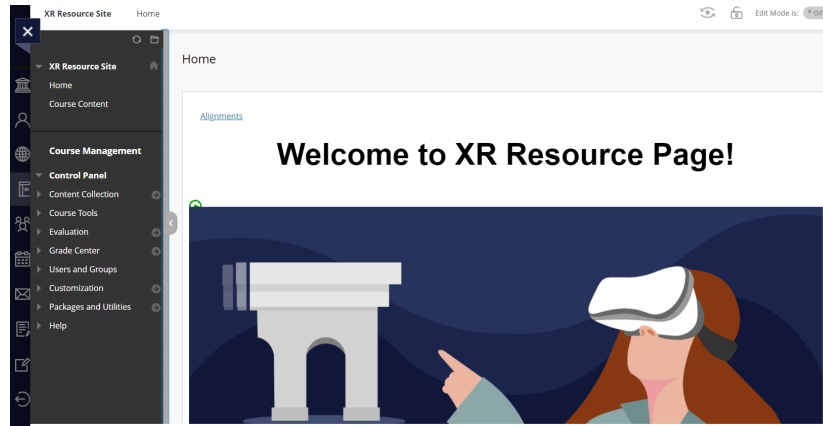 XR Resource Site Home
Edit Mode is:
XR Resource Site
Home
Course Content
Course Management
Control Panel
Content Collection
Course Tools
Evaluation
Grade Center
Users and Groups
Customization
Packages and Utilities
Help
Home
Alignments
Welcome to XR Resource Page!